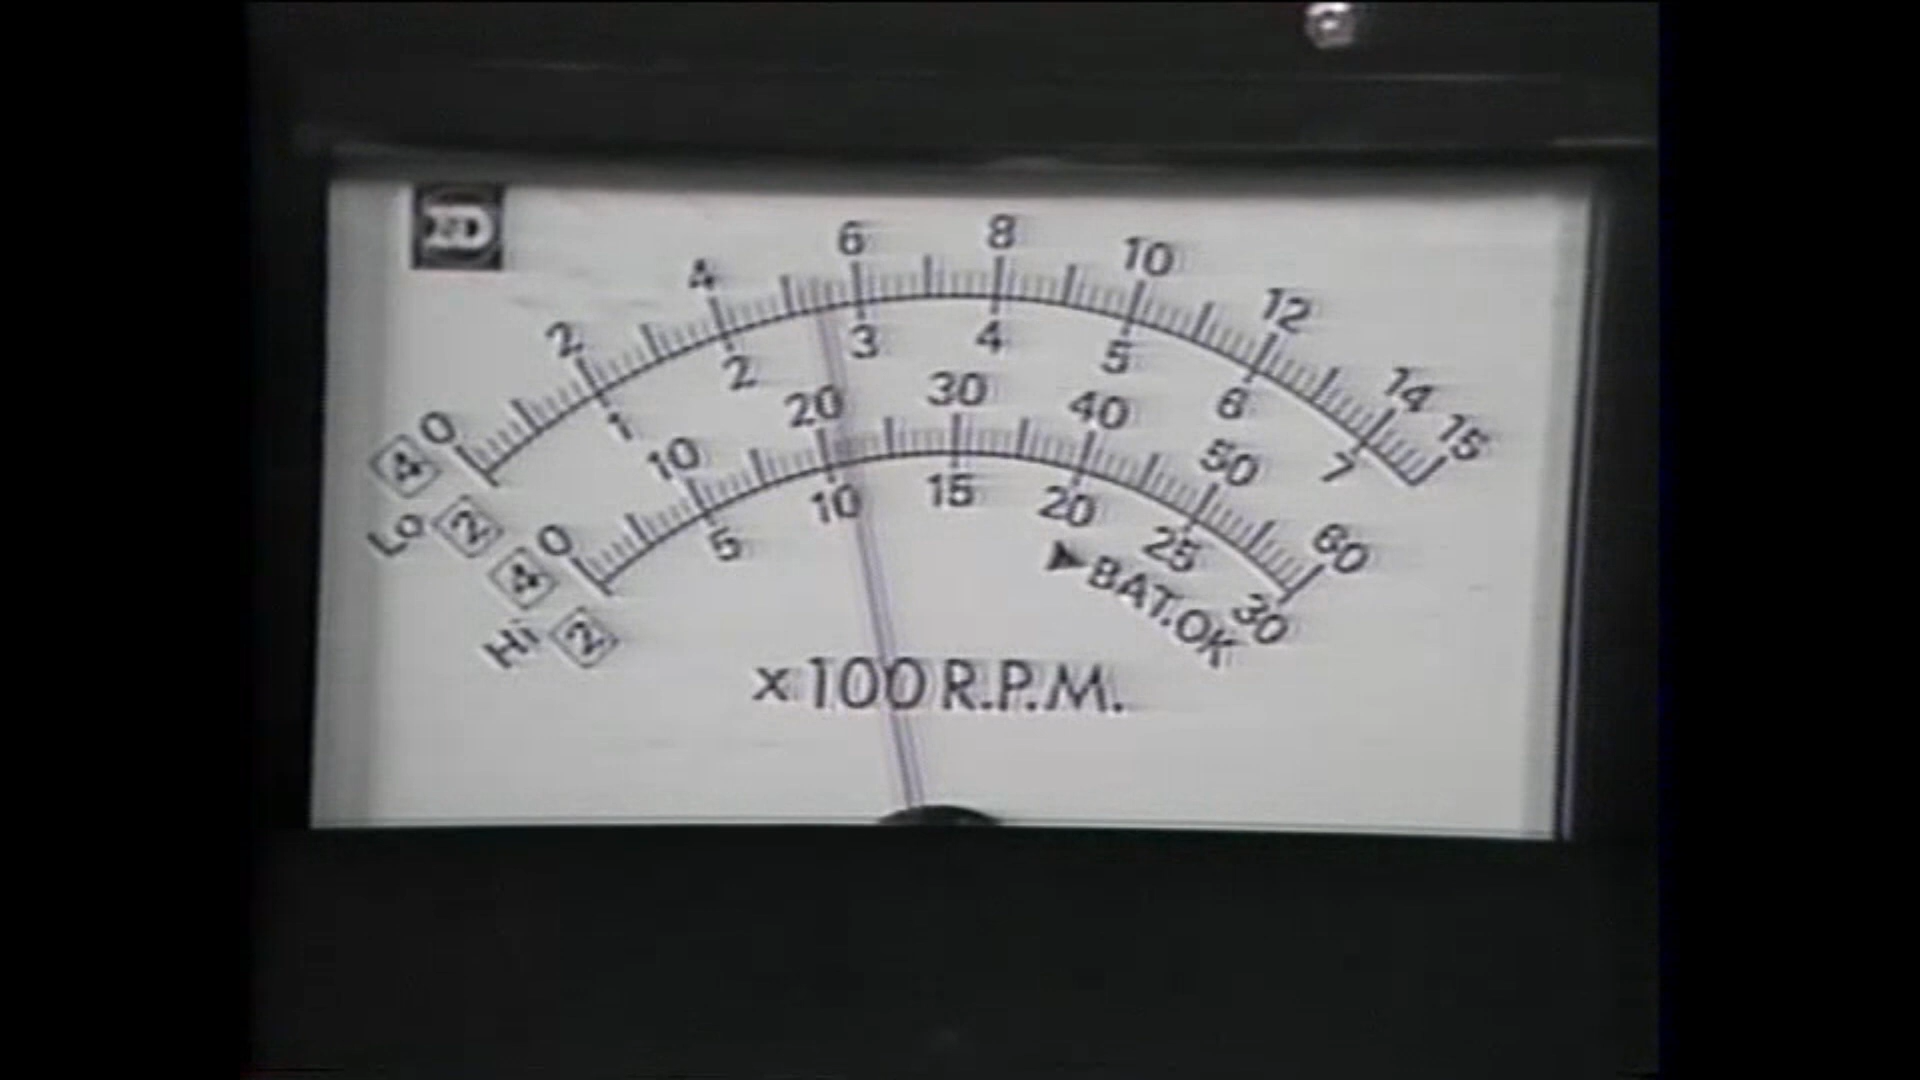 0 2 4 6 8 10 12 14 15
4
Lo 2
1 2 3 4 5 6 7
0 10 20 30 40 50 60
4
Hi 2
5 10 15 20 25 30
►BAT.OK
x100 R.P.M.